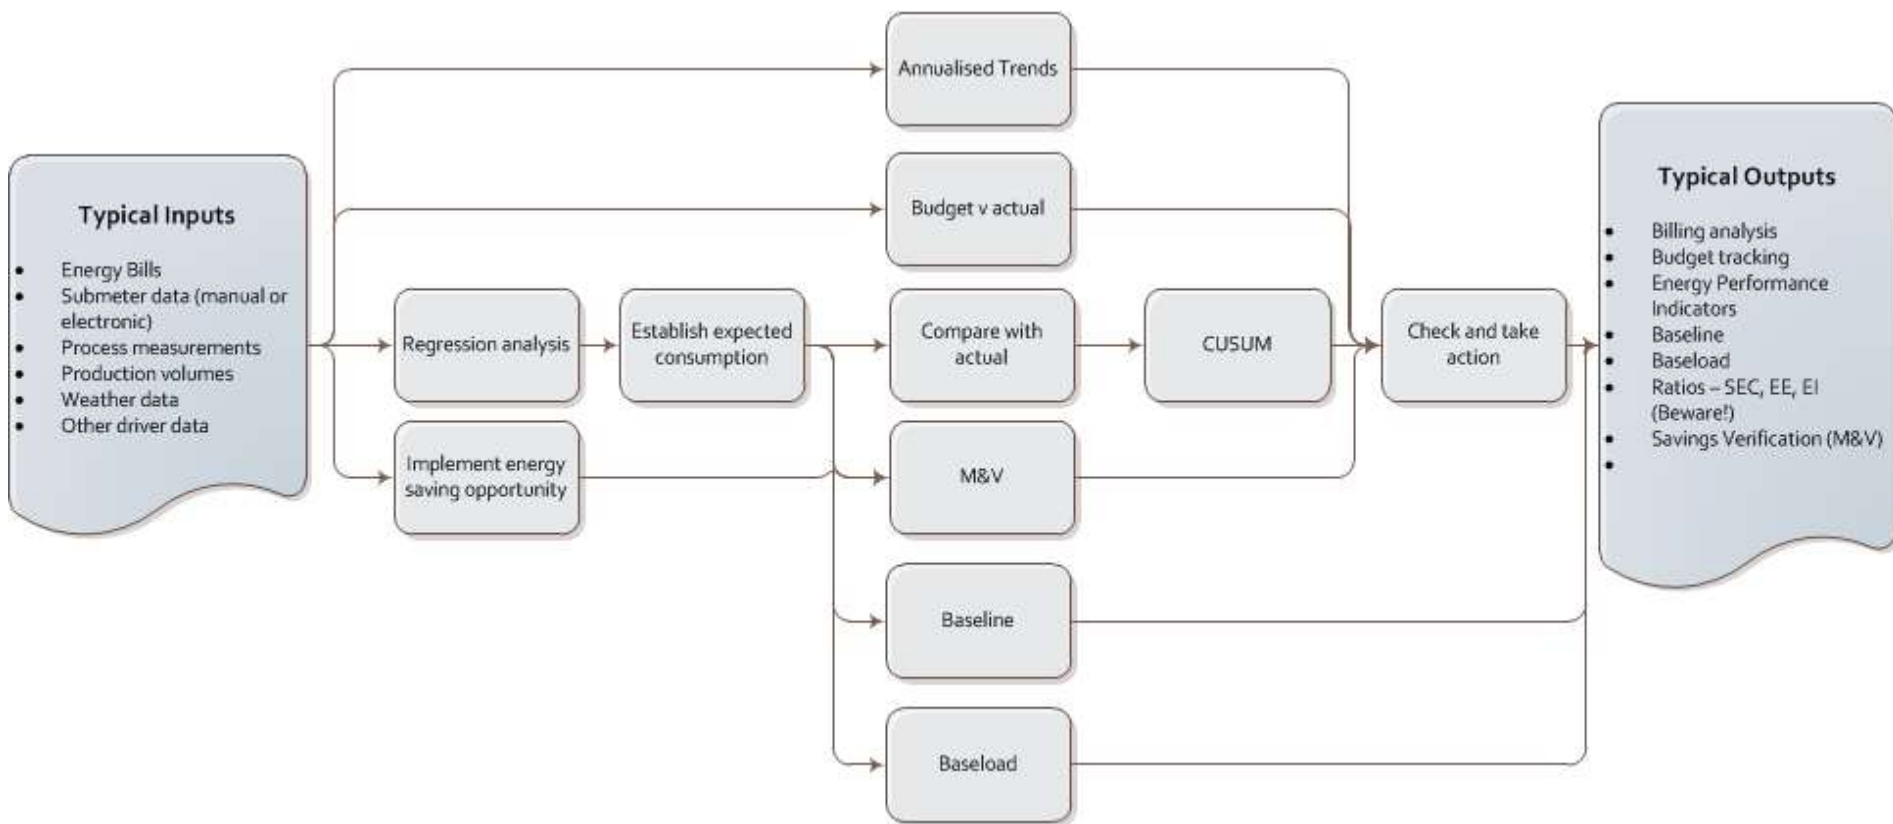 Typical Inputs
• Energy Bills
• Submeter data (manual or
electronic)
• Process measurements
• Production volumes
• Weather data
• Other driver data
Annualised Trends
Budget v actual
Regression analysis
Establish expected
consumption
Compare with
actual
CUSUM
Check and take
action
Implement energy
saving opportunity
M&V
Baseline
Baseload
Typical Outputs
• Billing analysis
• Budget tracking
• Energy Performance
Indicators
• Baseline
• Baseload
• Ratios – SEC, EE, EI
(Beware!)
• Savings Verification (M&V)
•